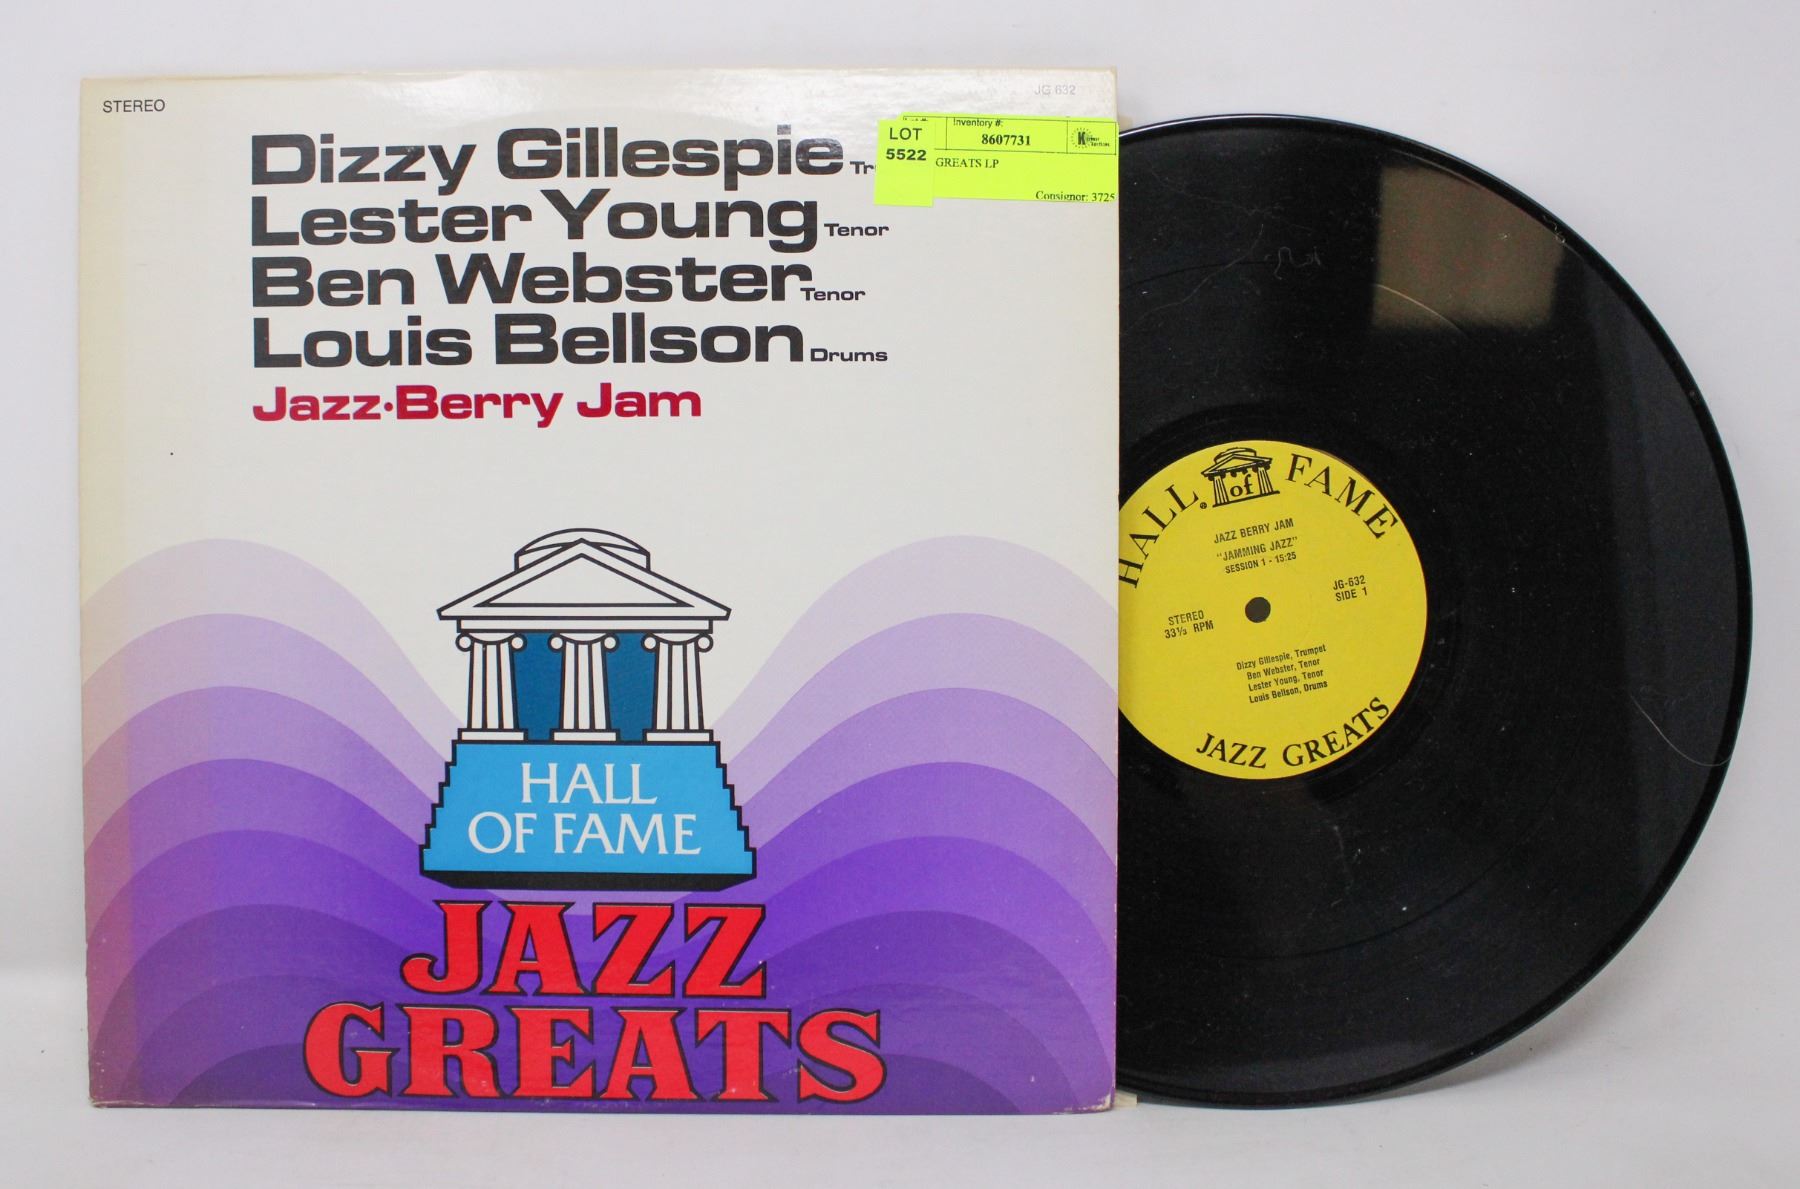 STEREO
JG 632
Dizzy Gillespie
Lester Young Tenor
Ben Webster Tenor
Louis Bellson Drums
Jazz·Berry Jam
LOT
5522
Inventory #:
8607731
GREATS LP
Consignor: 3725
HALL
OF FAME
JAZZ
GREATS
HALL of FAME
JAZZ BERRY JAM
"JAMMING JAZZ"
SESSION 1 - 15:25
JG-632
SIDE 1
STEREO
33⅓ RPM
Dizzy Gillespie, Trumpet
Ben Webster, Tenor
Lester Young, Tenor
Louis Bellson, Drums
JAZZ GREATS